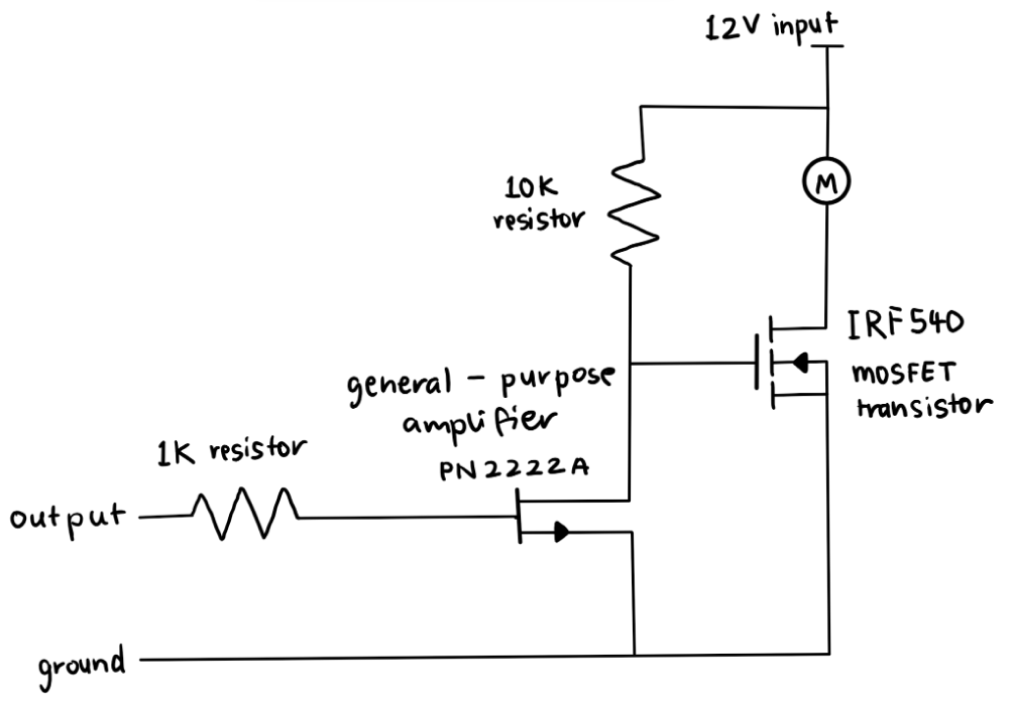 12V input
M
10K
resistor
IRF540
MOSFET
transistor
general - purpose
amplifier
PN2222A
1K resistor
output
ground